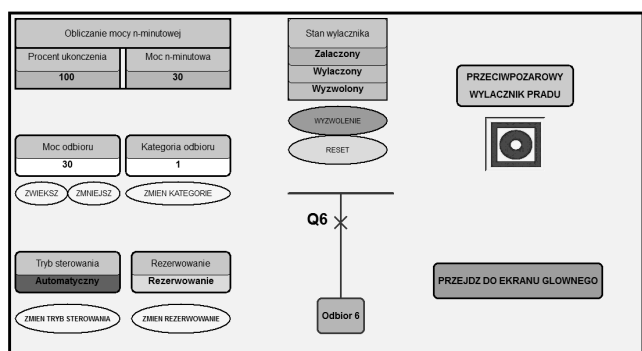 Obliczanie mocy n-minutowej
Procent ukonczenia
Moc n-minutowa
100
30
Stan wylacznika
Zalaczony
Wylaczony
Wyzwolony
WYZWOLENIE
RESET
PRZECIWPOZAROWY
WYLACZNIK PRADU
Moc odbioru
Kategoria odbioru
30
1
ZWIEKSZ
ZMNIEJSZ
ZMIEN KATEGORIE
Q6
Tryb sterowania
Rezerwowanie
Automatyczny
Rezerwowanie
ZMIEN TRYB STEROWANIA
ZMIEN REZERWOWANIE
Odbior 6
PRZEJDZ DO EKRANU GLOWNEGO